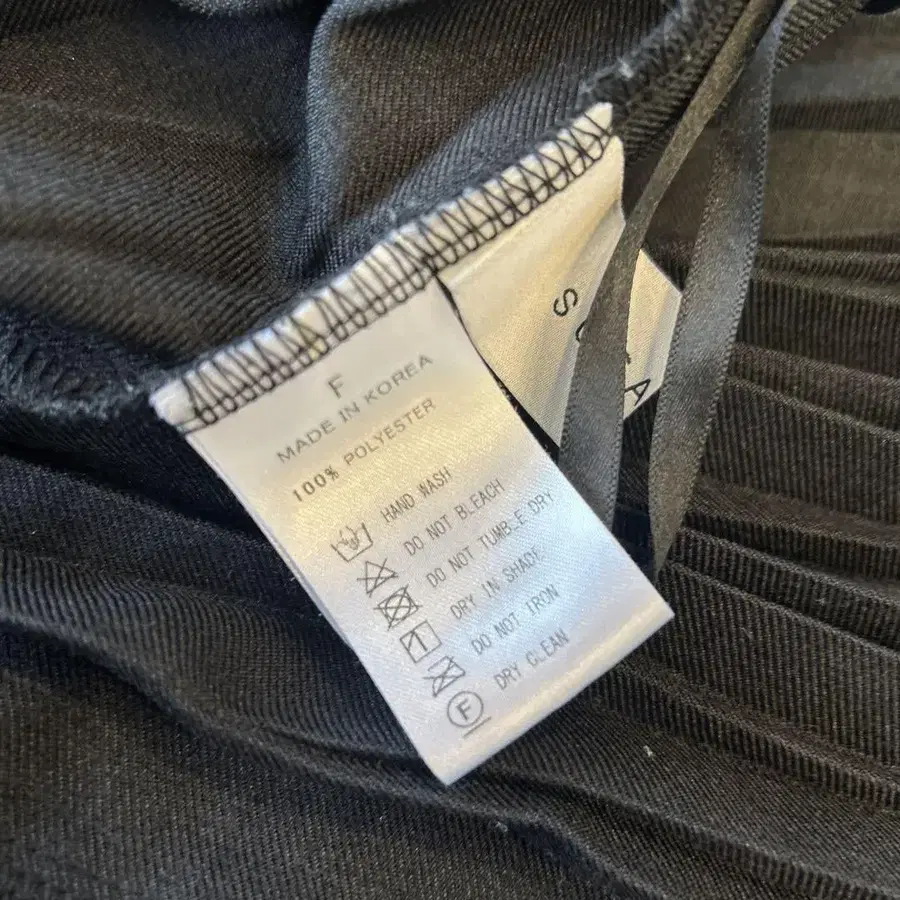 F
MADE IN KOREA
100% POLYESTER
HAND WASH
DO NOT BLEACH
DO NOT TUMBLE DRY
DRY IN SHADE
DO NOT IRON
F DRY CLEAN